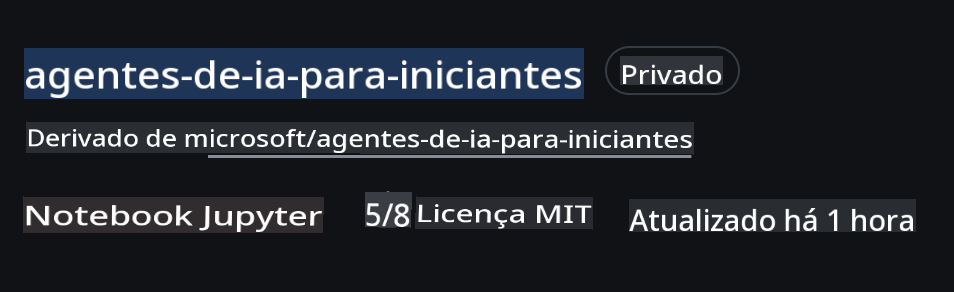 agentes-de-ia-para-iniciantes Privado
Derivado de microsoft/agentes-de-ia-para-iniciantes
Notebook Jupyter 5/8 Licença MIT Atualizado há 1 hora